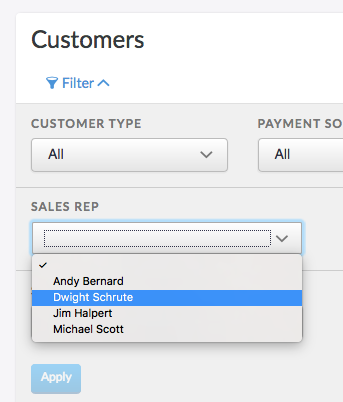 Customers
Filter
CUSTOMER TYPE
PAYMENT SO
All
All
SALES REP
✓
Andy Bernard
Dwight Schrute
Jim Halpert
Michael Scott
Apply